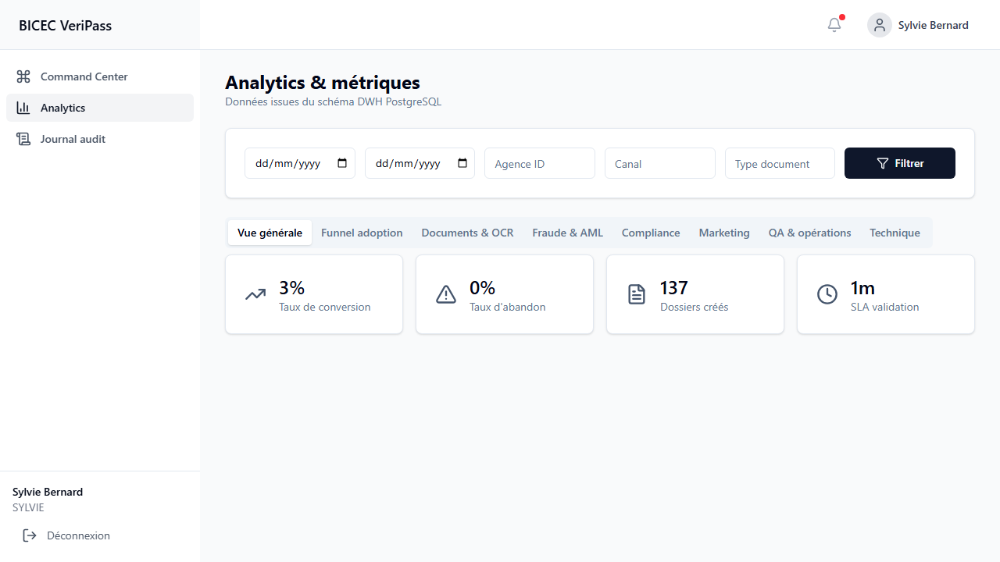 BICEC VeriPass
Sylvie Bernard
Command Center
Analytics
Journal audit
Analytics & métriques
Données issues du schéma DWH PostgreSQL
dd/mm/yyyy
dd/mm/yyyy
Agence ID
Canal
Type document
Filtrer
Vue générale
Funnel adoption
Documents & OCR
Fraude & AML
Compliance
Marketing
QA & opérations
Technique
3%
Taux de conversion
0%
Taux d'abandon
137
Dossiers créés
1m
SLA validation
Sylvie Bernard
SYLVIE
Déconnexion